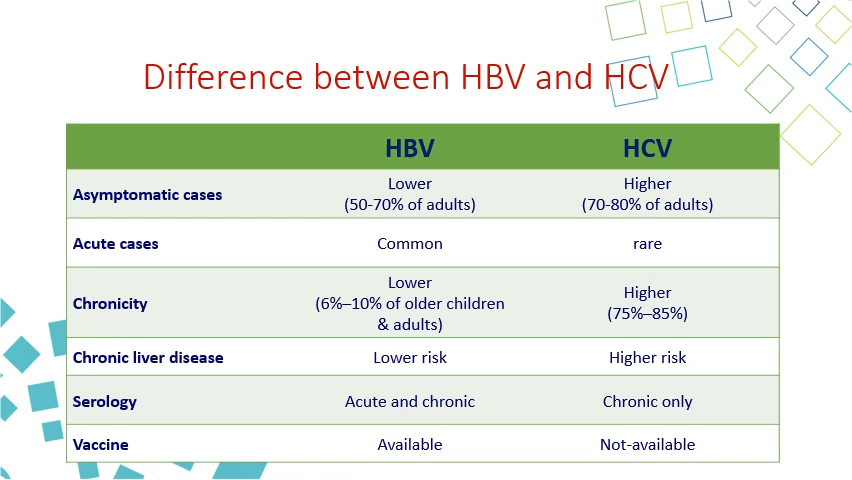 Difference between HBV and HCV
HBV HCV
Asymptomatic cases Lower (50-70% of adults) Higher (70-80% of adults)
Acute cases Common rare
Chronicity Lower (6%–10% of older children & adults) Higher (75%–85%)
Chronic liver disease Lower risk Higher risk
Serology Acute and chronic Chronic only
Vaccine Available Not-available